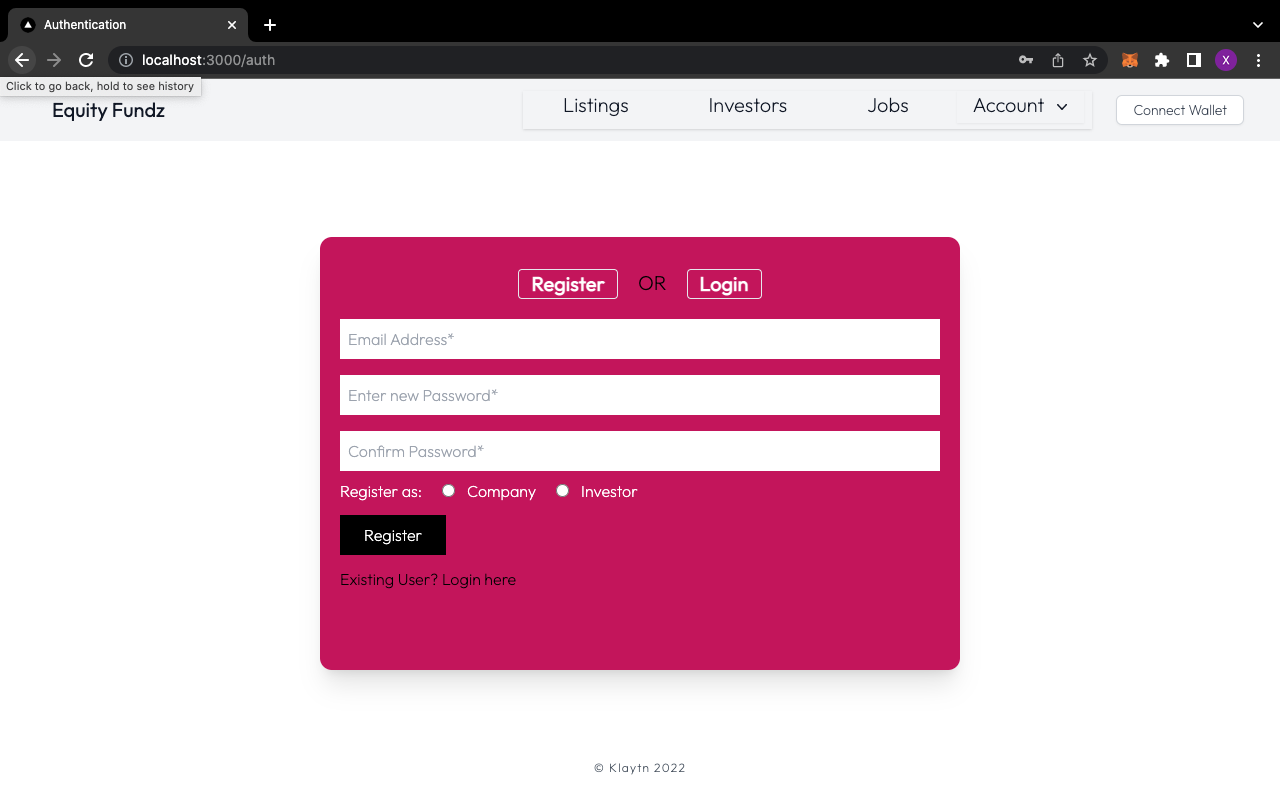 Authentication
localhost:3000/auth
X
Click to go back, hold to see history
Equity Fundz
Listings
Investors
Jobs
Account
Connect Wallet
Register OR Login
Email Address*
Enter new Password*
Confirm Password*
Register as: Company Investor
Register
Existing User? Login here
© Klaytn 2022